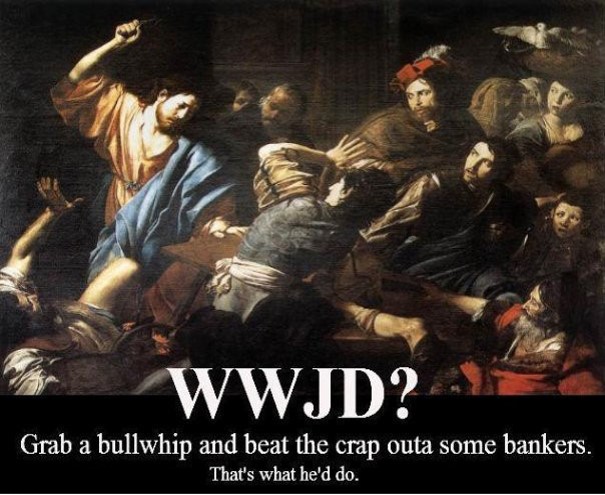 WWJD?
Grab a bullwhip and beat the crap outa some bankers.
That's what he'd do.